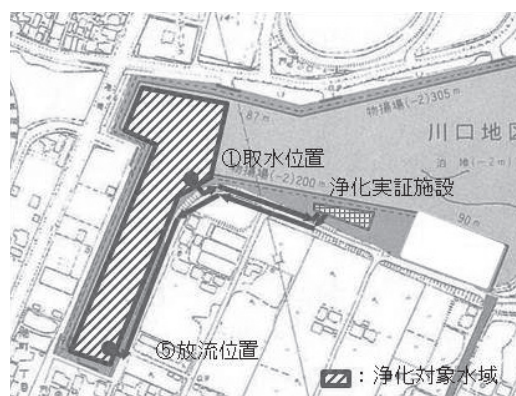 物揚場(-2)305m
87m
川口地区
泊地(-2m)
①取水位置
物揚場(-2)200m
浄化実証施設
90m
⑤放流位置
:浄化対象水域